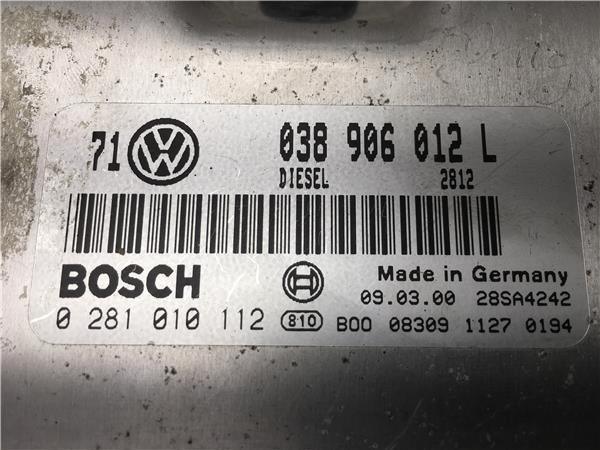 71 VW 038 906 012 L
DIESEL 2812
BOSCH
Made in Germany
09.03.00 28SA4242
0 281 010 112 810 B00 08309 1127 0194